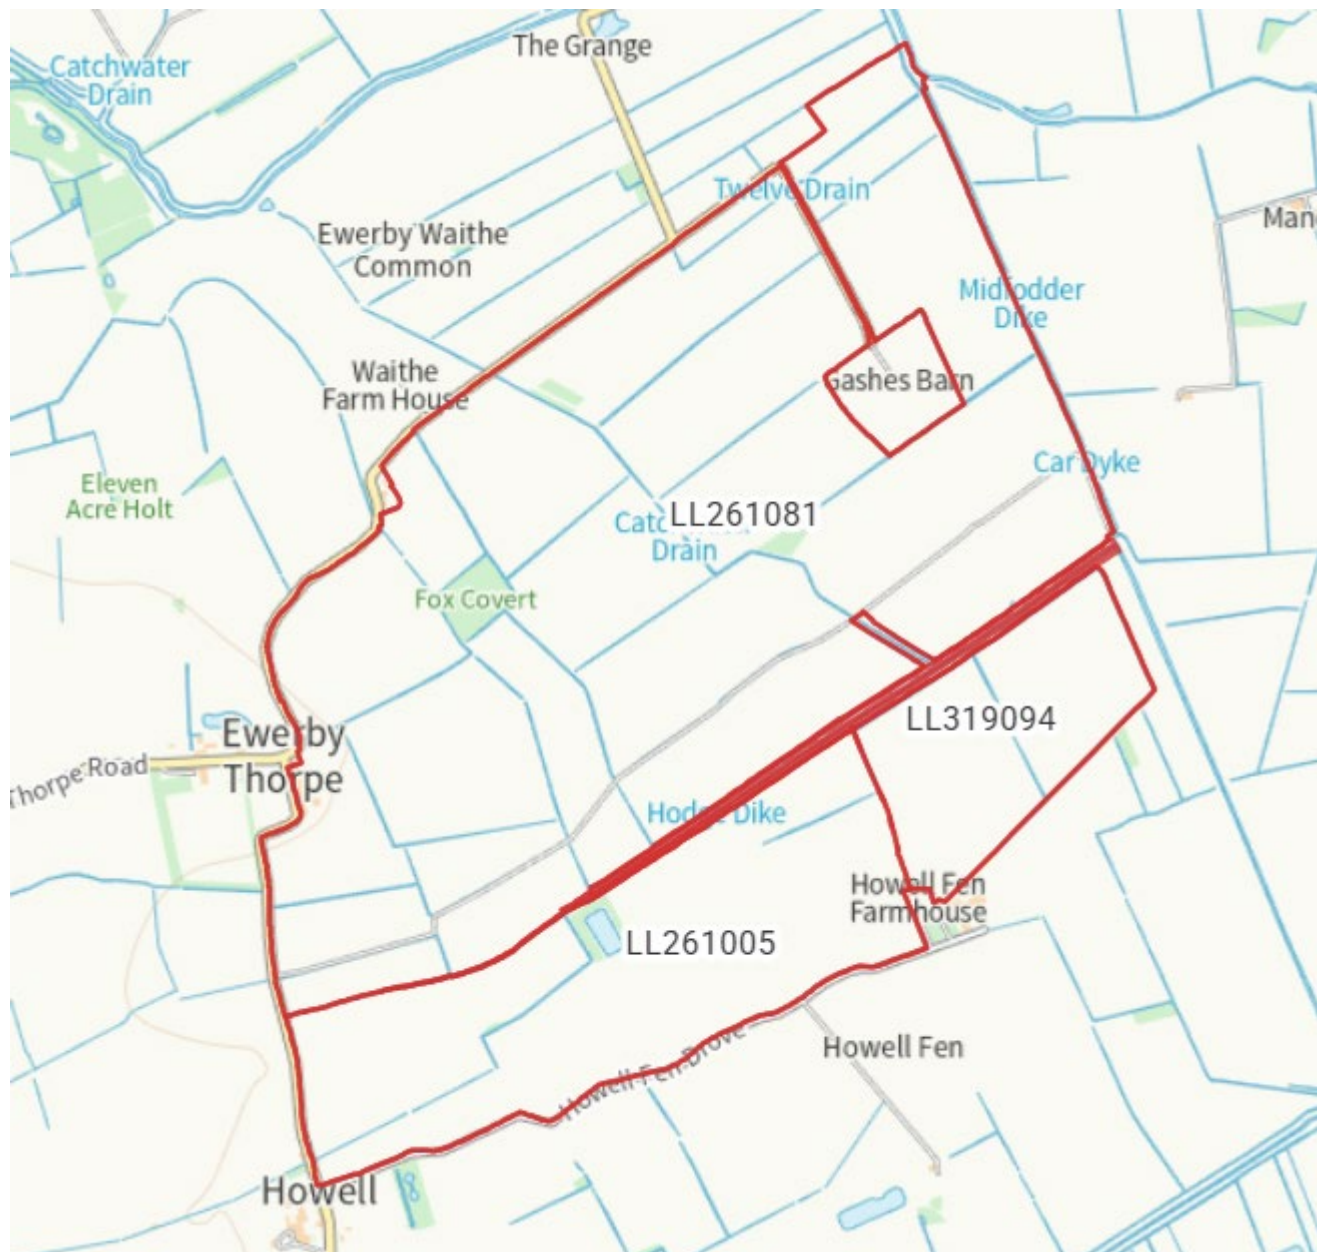 The Grange
Catchwater
Drain
Twelve Drain
Man
Ewerby Waithe
Common
Midfodder
Dike
Waithe
Farm House
Gashes Barn
Car Dyke
Eleven
Acre Holt
LL261081
Drain
Fox Covert
LL319094
Ewerby
Thorpe
Thorpe Road
Hodge Dike
Howell Fen
Farmhouse
LL261005
Howell Fen Drove
Howell Fen
Howell